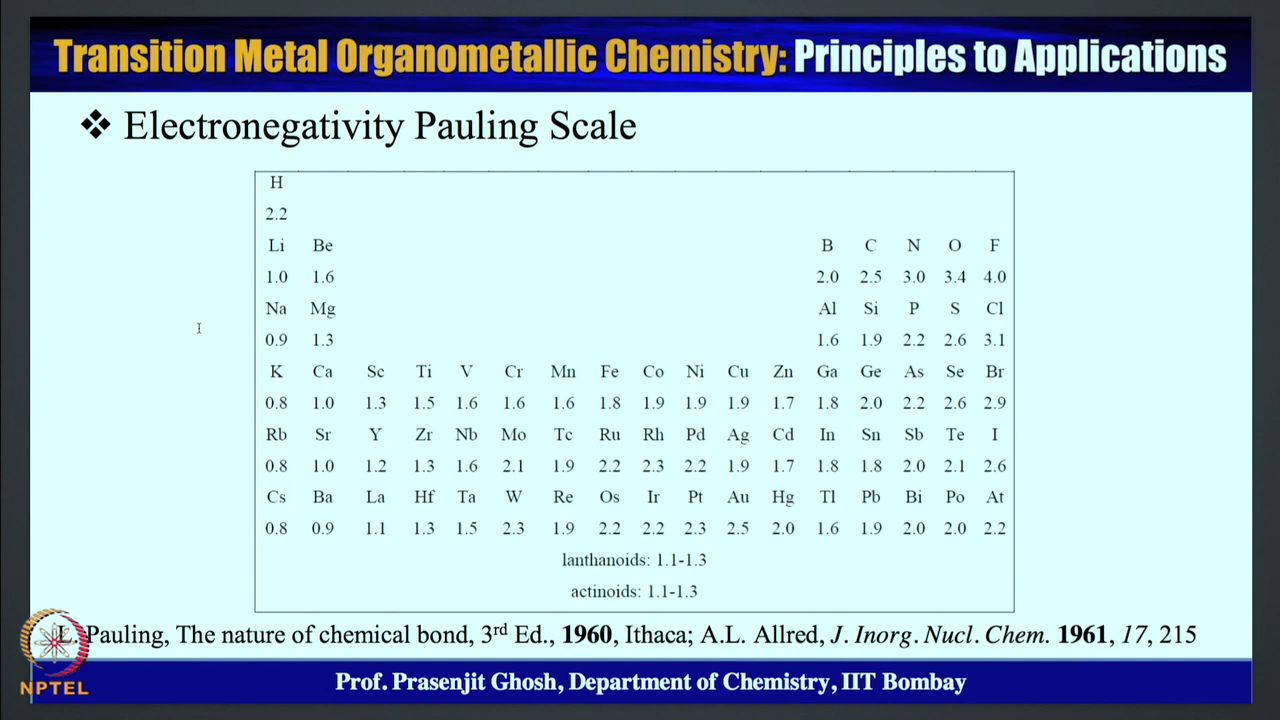 Transition Metal Organometallic Chemistry: Principles to Applications
❖ Electronegativity Pauling Scale
H
2.2
Li Be B C N O F
1.0 1.6 2.0 2.5 3.0 3.4 4.0
Na Mg Al Si P S Cl
0.9 1.3 1.6 1.9 2.2 2.6 3.1
K Ca Sc Ti V Cr Mn Fe Co Ni Cu Zn Ga Ge As Se Br
0.8 1.0 1.3 1.5 1.6 1.6 1.6 1.8 1.9 1.9 1.9 1.7 1.8 2.0 2.2 2.6 2.9
Rb Sr Y Zr Nb Mo Tc Ru Rh Pd Ag Cd In Sn Sb Te I
0.8 1.0 1.2 1.3 1.6 2.1 1.9 2.2 2.3 2.2 1.9 1.7 1.8 1.8 2.0 2.1 2.6
Cs Ba La Hf Ta W Re Os Ir Pt Au Hg Tl Pb Bi Po At
0.8 0.9 1.1 1.3 1.5 2.3 1.9 2.2 2.2 2.3 2.5 2.0 1.6 1.9 2.0 2.0 2.2
lanthanoids: 1.1-1.3
actinoids: 1.1-1.3
L. Pauling, The nature of chemical bond, 3rd Ed., 1960, Ithaca; A.L. Allred, J. Inorg. Nucl. Chem. 1961, 17, 215
NPTEL
Prof. Prasenjit Ghosh, Department of Chemistry, IIT Bombay